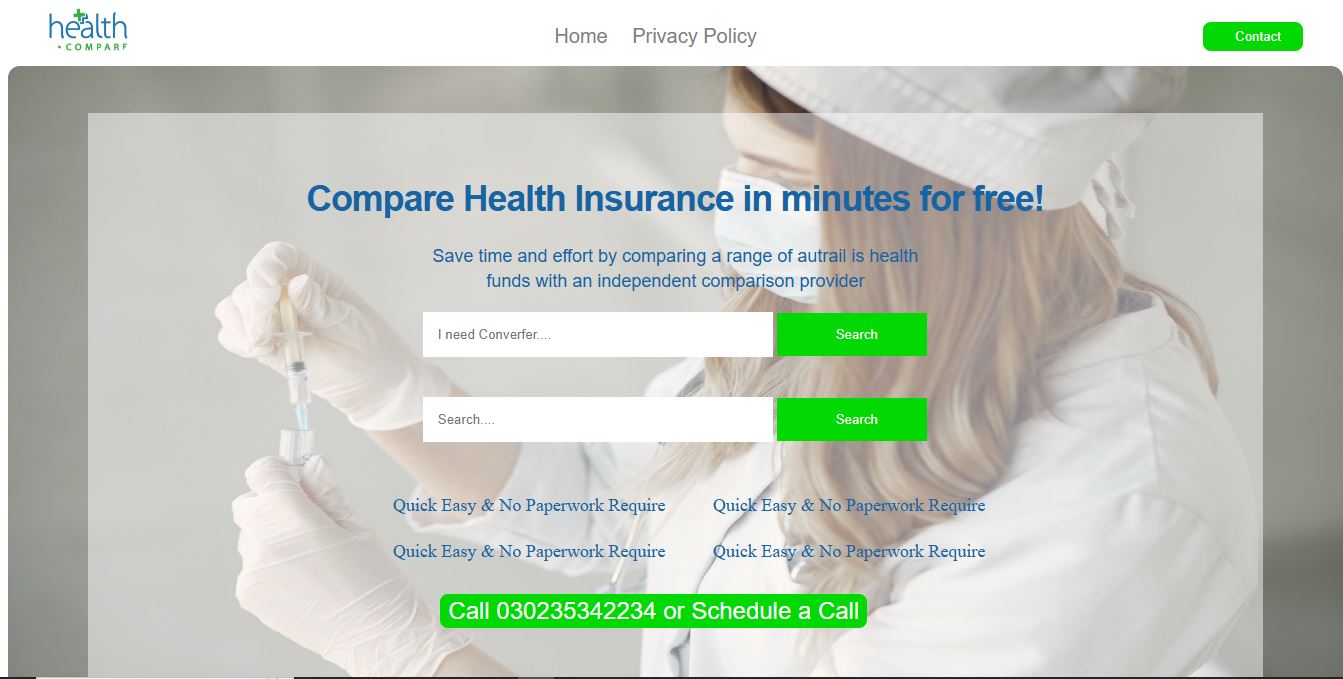 health
COMPARF
Home
Privacy Policy
Contact
Compare Health Insurance in minutes for free!
Save time and effort by comparing a range of autrail is health
funds with an independent comparison provider
I need Converfer....
Search
Search....
Search
Quick Easy & No Paperwork Require
Quick Easy & No Paperwork Require
Quick Easy & No Paperwork Require
Quick Easy & No Paperwork Require
Call 030235342234 or Schedule a Call